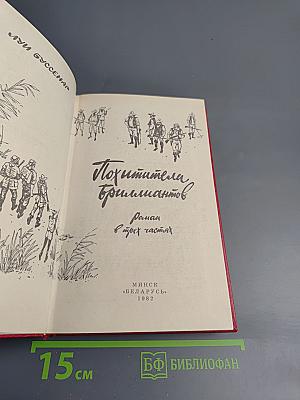 ЛУИ БУССЕНАР
Похитители
бриллиантов
Роман
в трех частях
МИНСК
«БЕЛАРУСЬ»
1982
15 см
БФ БИБЛИОФАН